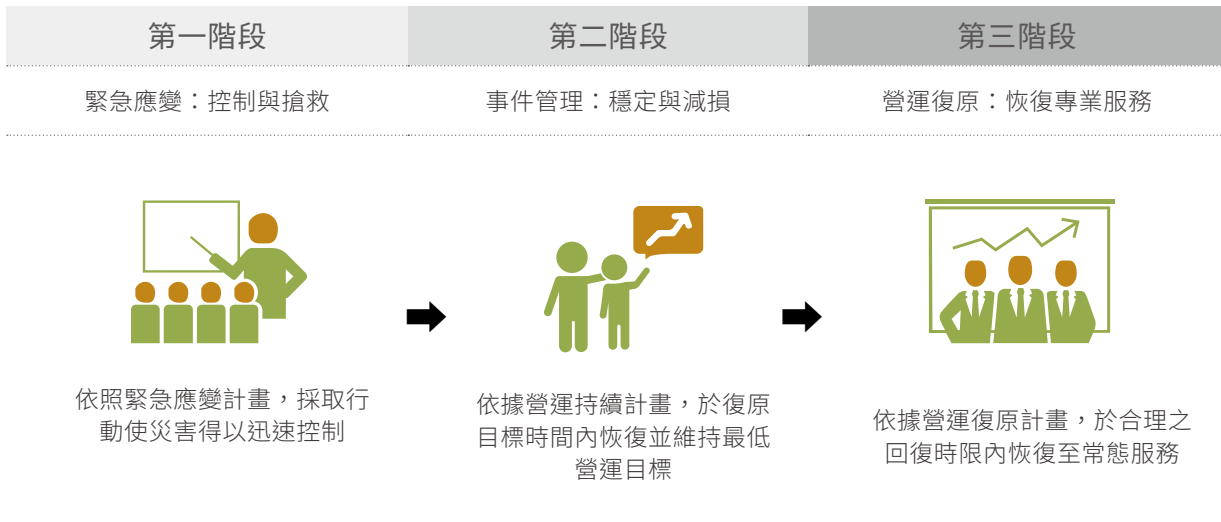 第一階段
第二階段
第三階段
緊急應變：控制與搶救
事件管理：穩定與減損
營運復原：恢復專業服務
依照緊急應變計畫，採取行
動使災害得以迅速控制
依據營運持續計畫，於復原
目標時間內恢復並維持最低
營運目標
依據營運復原計畫，於合理之
回復時限內恢復至常態服務